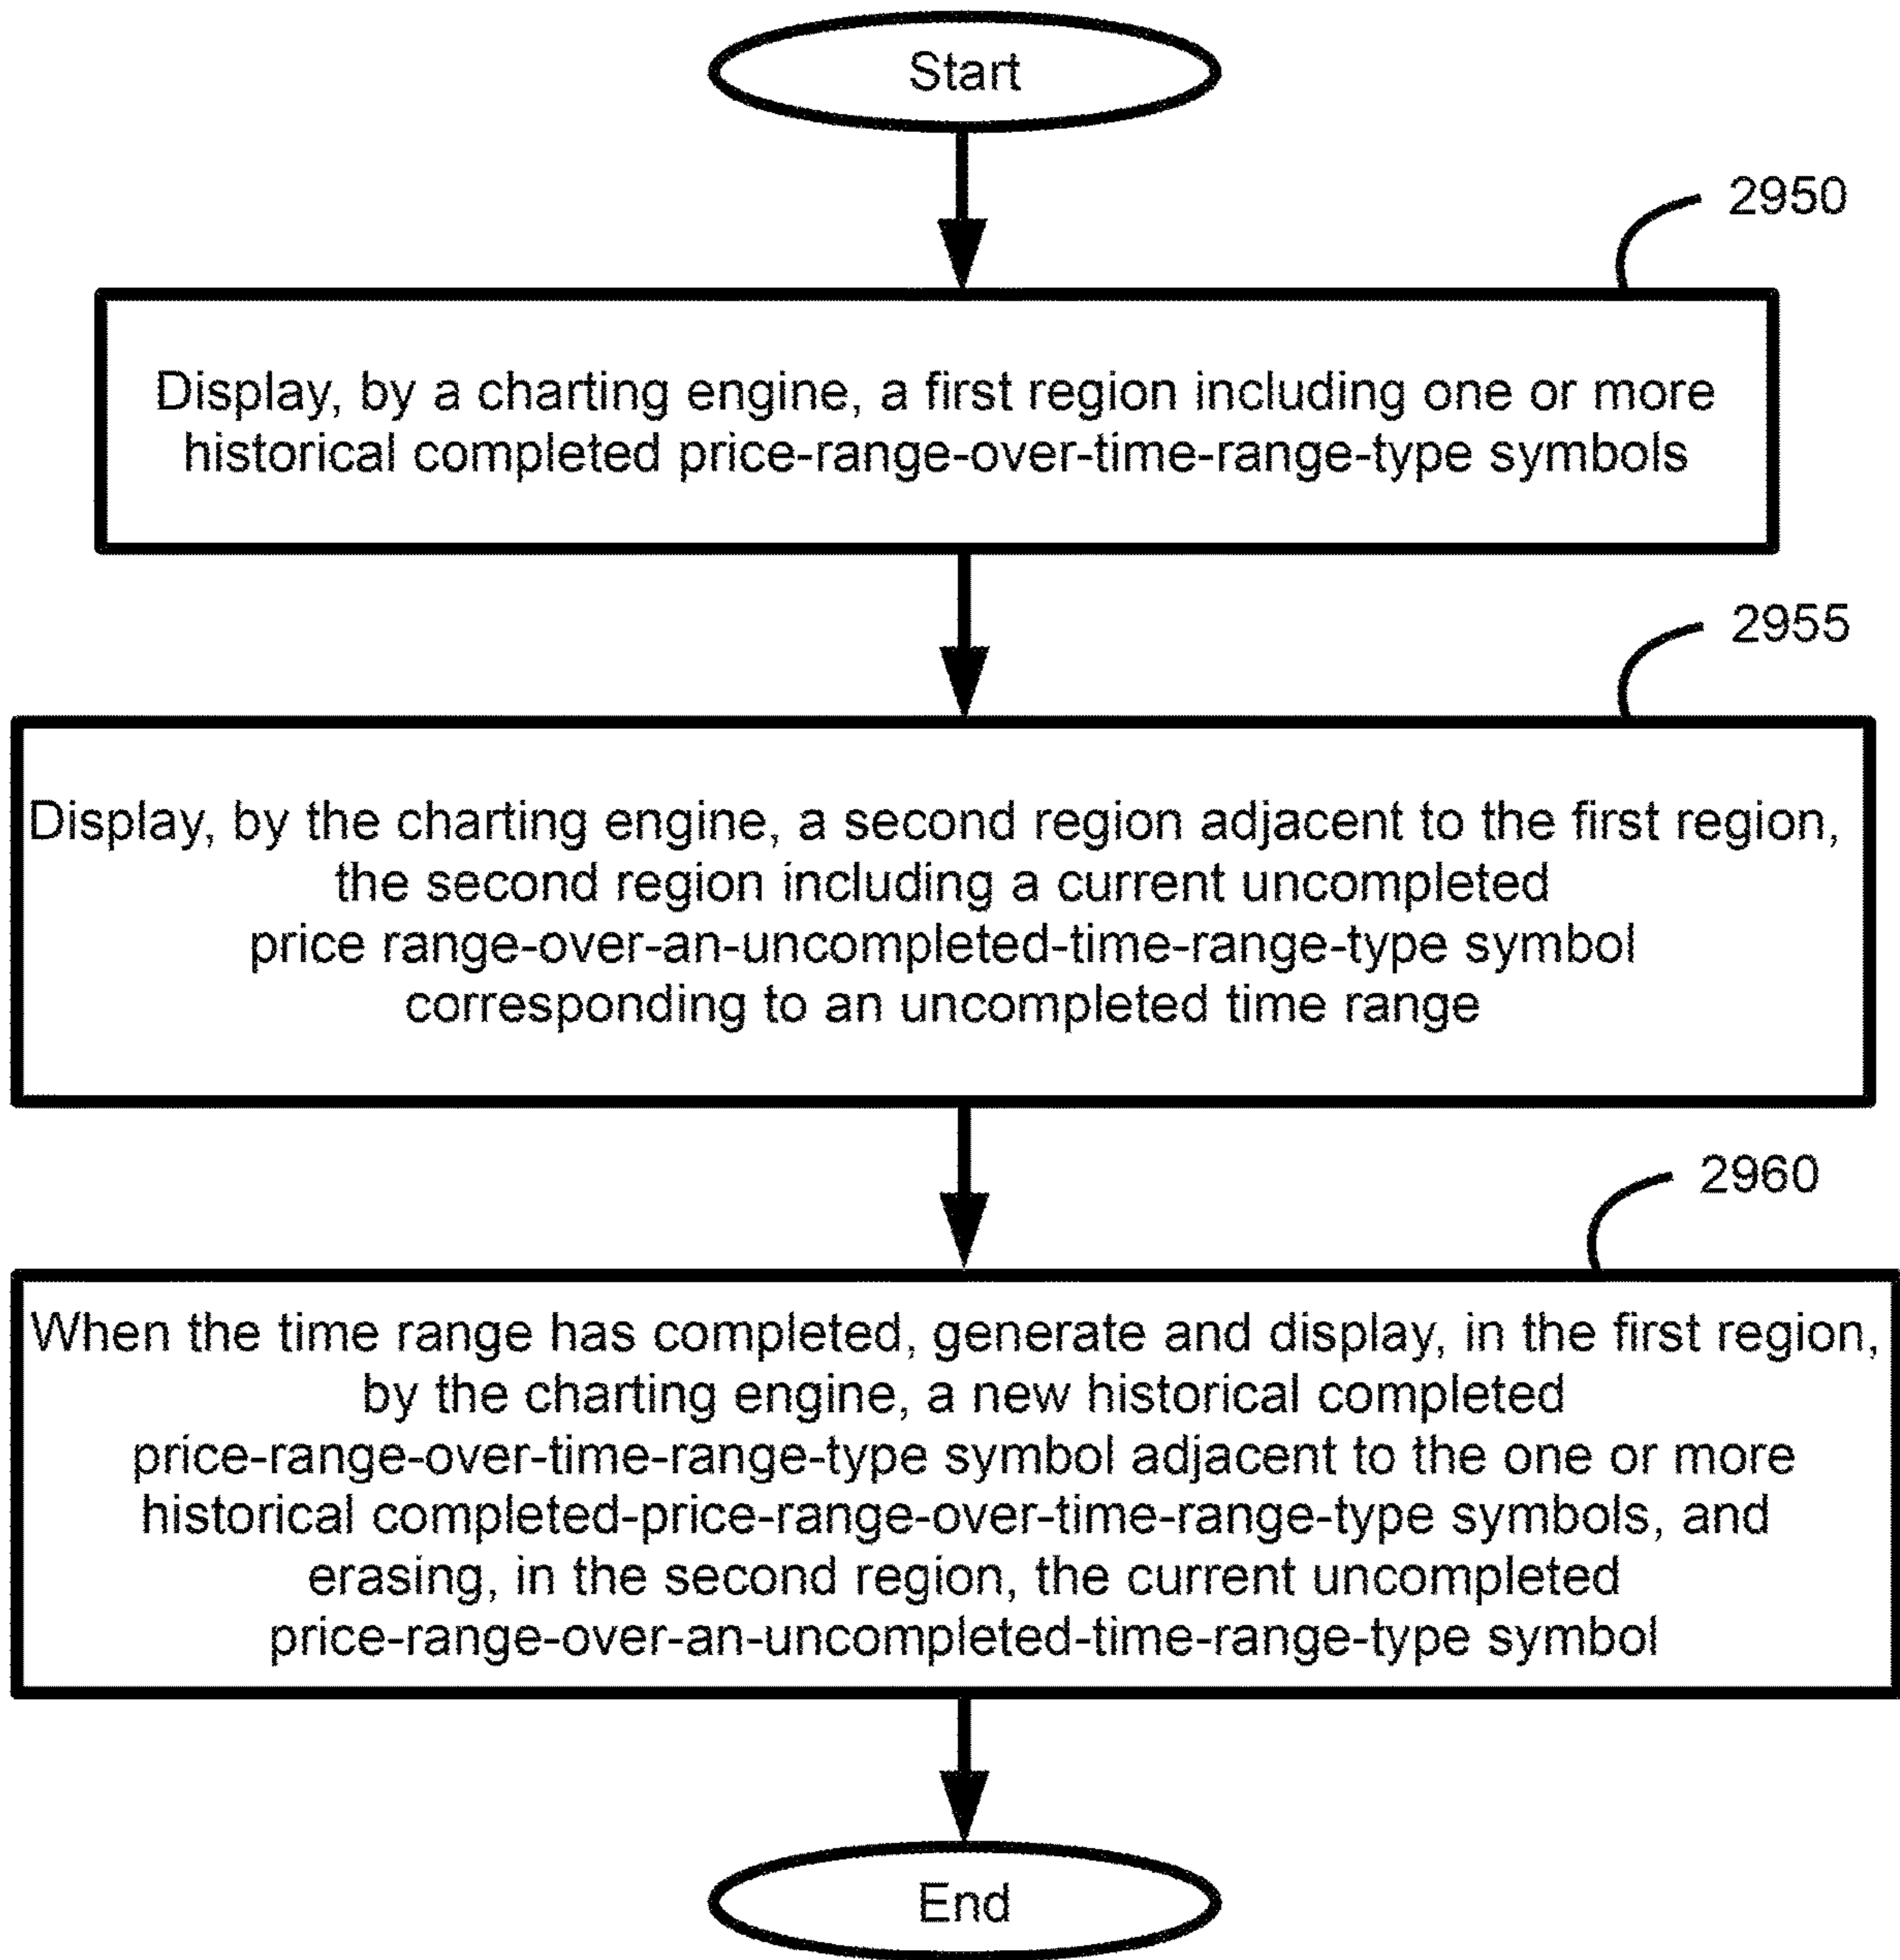 Start
2950
Display, by a charting engine, a first region including one or more
historical completed price-range-over-time-range-type symbols
2955
Display, by the charting engine, a second region adjacent to the first region,
the second region including a current uncompleted
price range-over-an-uncompleted-time-range-type symbol
corresponding to an uncompleted time range
2960
When the time range has completed, generate and display, in the first region,
by the charting engine, a new historical completed
price-range-over-time-range-type symbol adjacent to the one or more
historical completed-price-range-over-time-range-type symbols, and
erasing, in the second region, the current uncompleted
price-range-over-an-uncompleted-time-range-type symbol
End